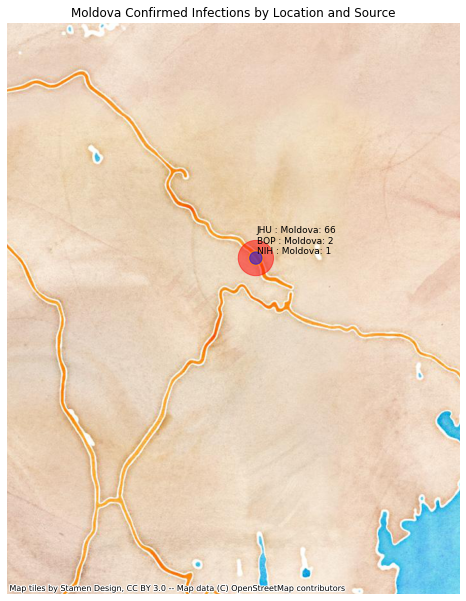 Moldova Confirmed Infections by Location and Source
JHU : Moldova: 66
BOP : Moldova: 2
NIH : Moldova: 1
Map tiles by Stamen Design, CC BY 3.0 -- Map data (C) OpenStreetMap contributors